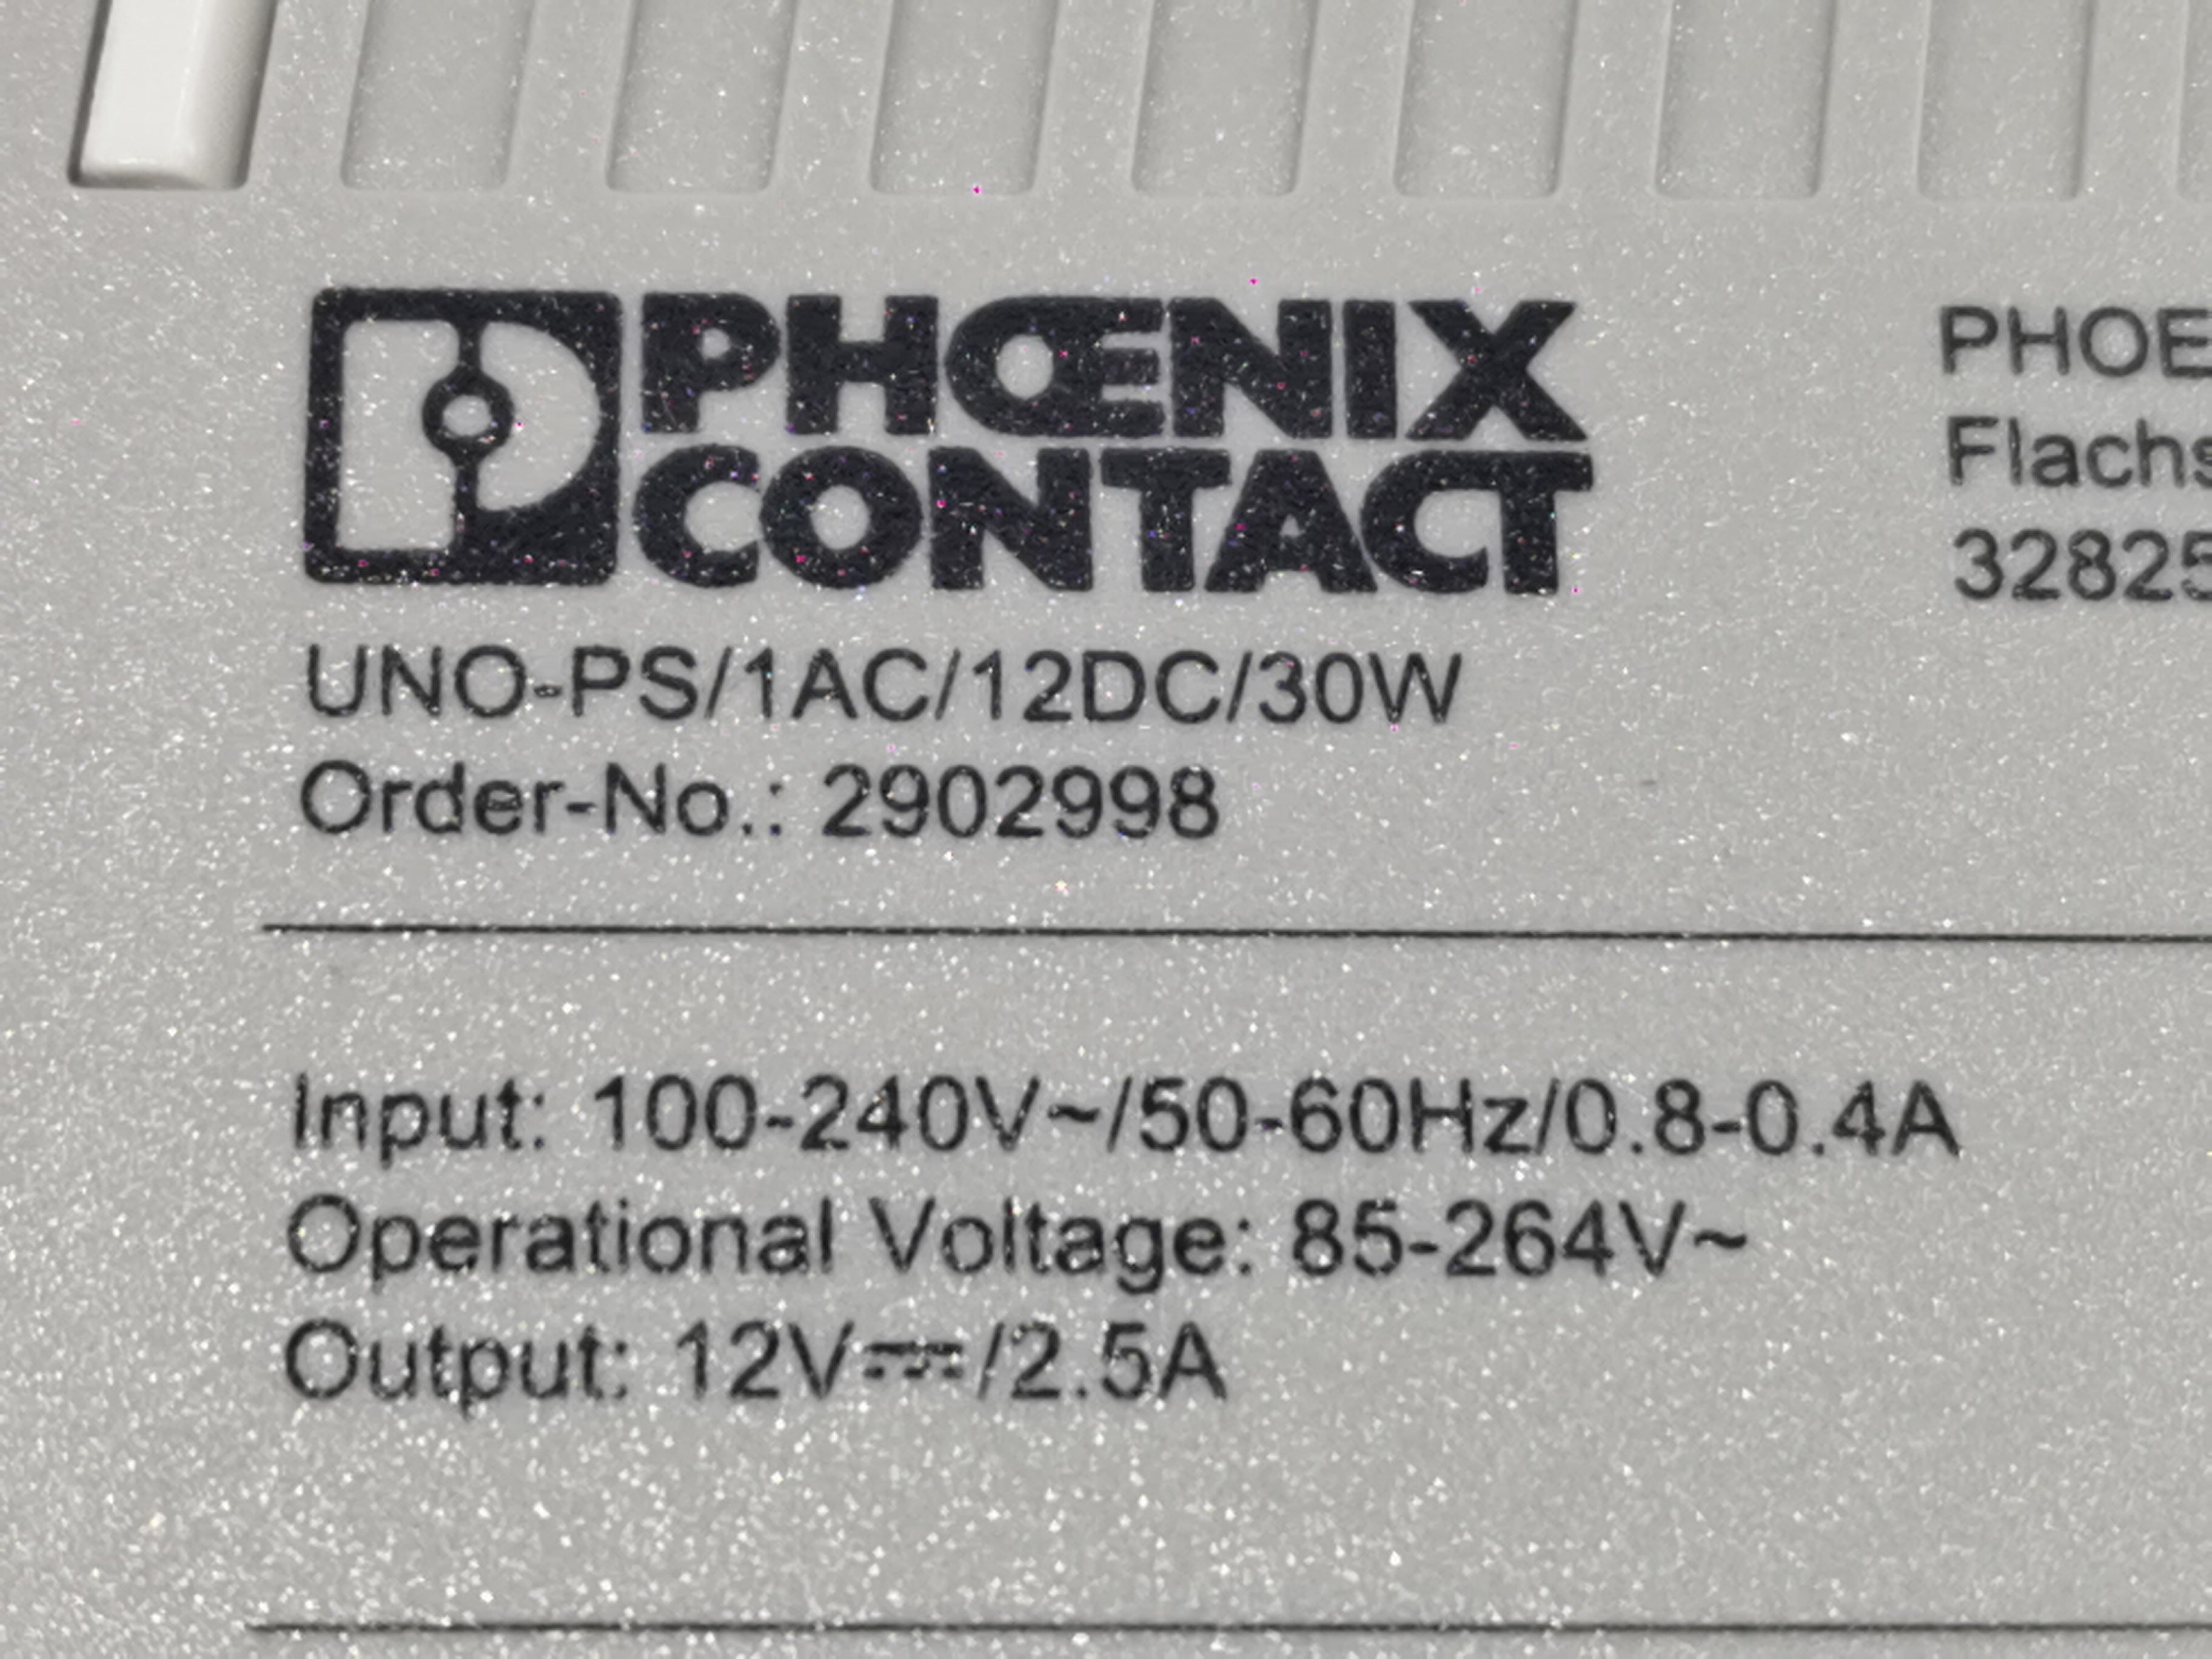 PHŒNIX
CONTACT
UNO-PS/1AC/12DC/30W
Order-No.: 2902998
PHOE
Flachs
32825
Input: 100-240V~/50-60Hz/0.8-0.4A
Operational Voltage: 85-264V~
Output: 12V⎓/2.5A